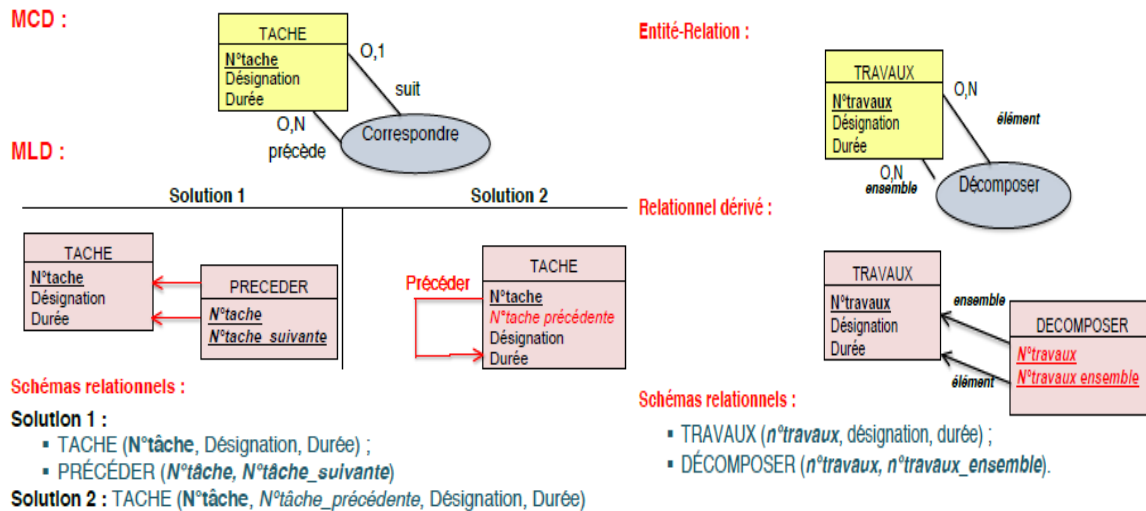 MCD :
TACHE
N°tache
Désignation
Durée
O,1
suit
O,N
précède
Correspondre
MLD :
Solution 1
Solution 2
TACHE
N°tache
Désignation
Durée
PRECEDER
N°tache
N°tache_suivante
Précéder
TACHE
N°tache
N°tache précédente
Désignation
Durée
Schémas relationnels :
Solution 1 :
▪ TACHE (N°tâche, Désignation, Durée) ;
▪ PRÉCÉDER (N°tâche, N°tâche_suivante)
Solution 2 : TACHE (N°tâche, N°tâche_précédente, Désignation, Durée)
Entité-Relation :
TRAVAUX
N°travaux
Désignation
Durée
O,N
élément
O,N
ensemble
Décomposer
Relationnel dérivé :
TRAVAUX
N°travaux
Désignation
Durée
ensemble
élément
DECOMPOSER
N°travaux
N°travaux ensemble
Schémas relationnels :
▪ TRAVAUX (n°travaux, désignation, durée) ;
▪ DÉCOMPOSER (n°travaux, n°travaux_ensemble).